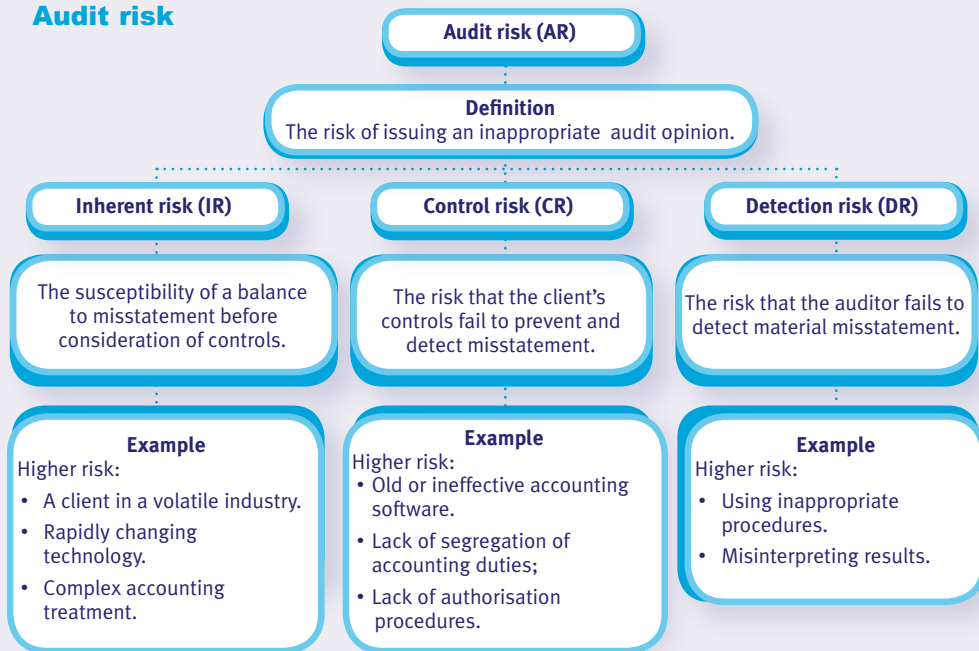 Audit risk
Audit risk (AR)
Definition
The risk of issuing an inappropriate audit opinion.
Inherent risk (IR)
Control risk (CR)
Detection risk (DR)
The susceptibility of a balance
to misstatement before
consideration of controls.
The risk that the client’s
controls fail to prevent and
detect misstatement.
The risk that the auditor fails to
detect material misstatement.
Example
Higher risk:
• A client in a volatile industry.
• Rapidly changing
technology.
• Complex accounting
treatment.
Example
Higher risk:
• Old or ineffective accounting
software.
• Lack of segregation of
accounting duties;
• Lack of authorisation
procedures.
Example
Higher risk:
• Using inappropriate
procedures.
• Misinterpreting results.